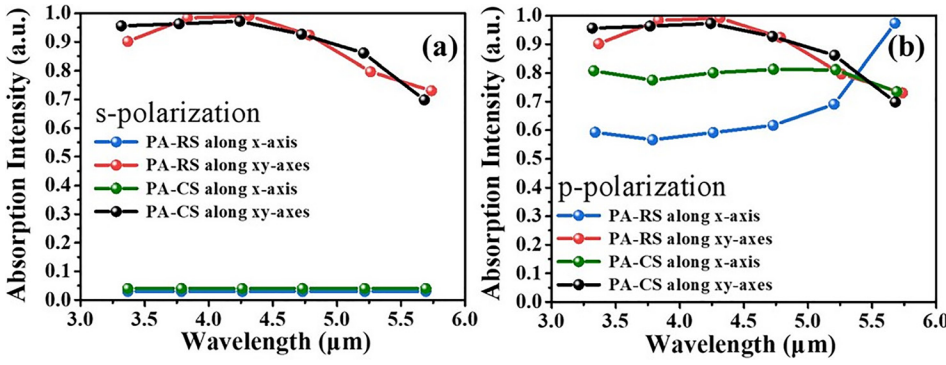 Absorption Intensity (a.u.)
1.0
0.9
0.8
0.7
0.6
0.5
0.4
0.3
0.2
0.1
0.0
(a)
s-polarization
PA-RS along x-axis
PA-RS along xy-axes
PA-CS along x-axis
PA-CS along xy-axes
3.0 3.5 4.0 4.5 5.0 5.5 6.0
Wavelength (µm)
Absorption Intensity (a.u.)
1.0
0.9
0.8
0.7
0.6
0.5
0.4
0.3
0.2
0.1
0.0
(b)
p-polarization
PA-RS along x-axis
PA-RS along xy-axes
PA-CS along x-axis
PA-CS along xy-axes
3.0 3.5 4.0 4.5 5.0 5.5 6.0
Wavelength (µm)